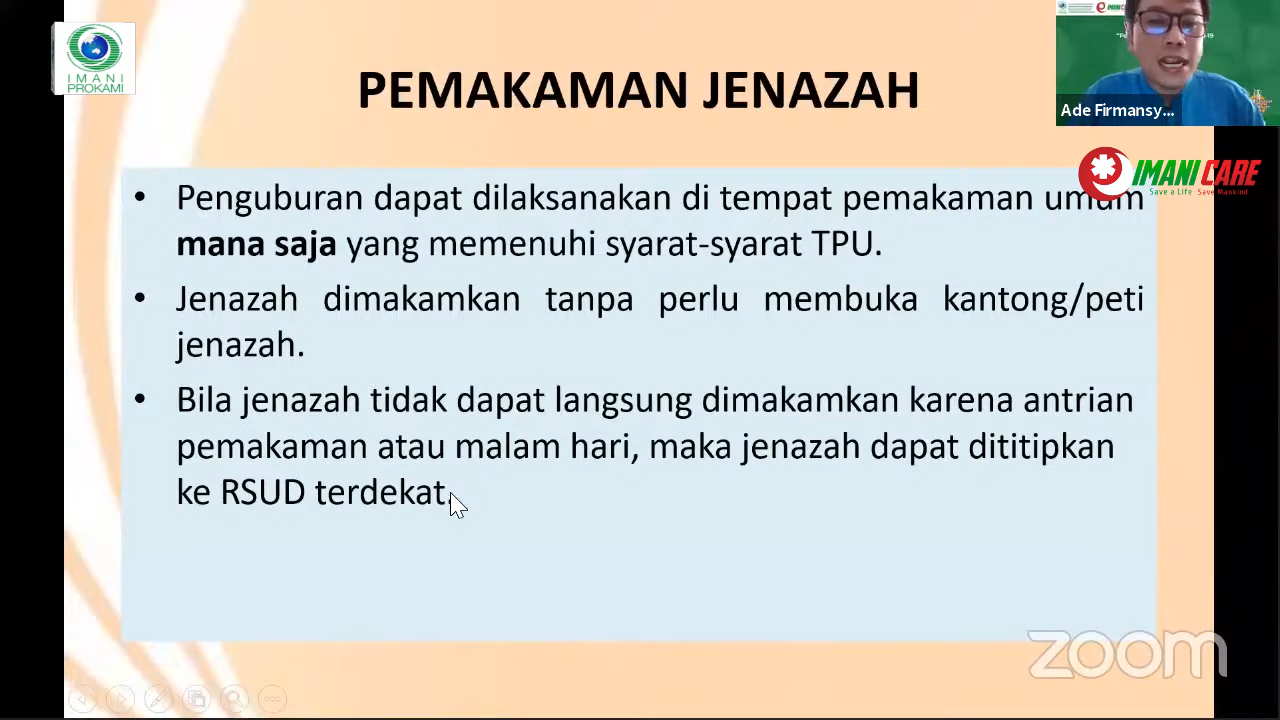 IMANI
PROKAMI
PEMAKAMAN JENAZAH
Ade Firmansy...
IMANI CARE
Save a Life Save Mankind
• Penguburan dapat dilaksanakan di tempat pemakaman umum
mana saja yang memenuhi syarat-syarat TPU.
• Jenazah dimakamkan tanpa perlu membuka kantong/peti
jenazah.
• Bila jenazah tidak dapat langsung dimakamkan karena antrian
pemakaman atau malam hari, maka jenazah dapat dititipkan
ke RSUD terdekat.
zoom